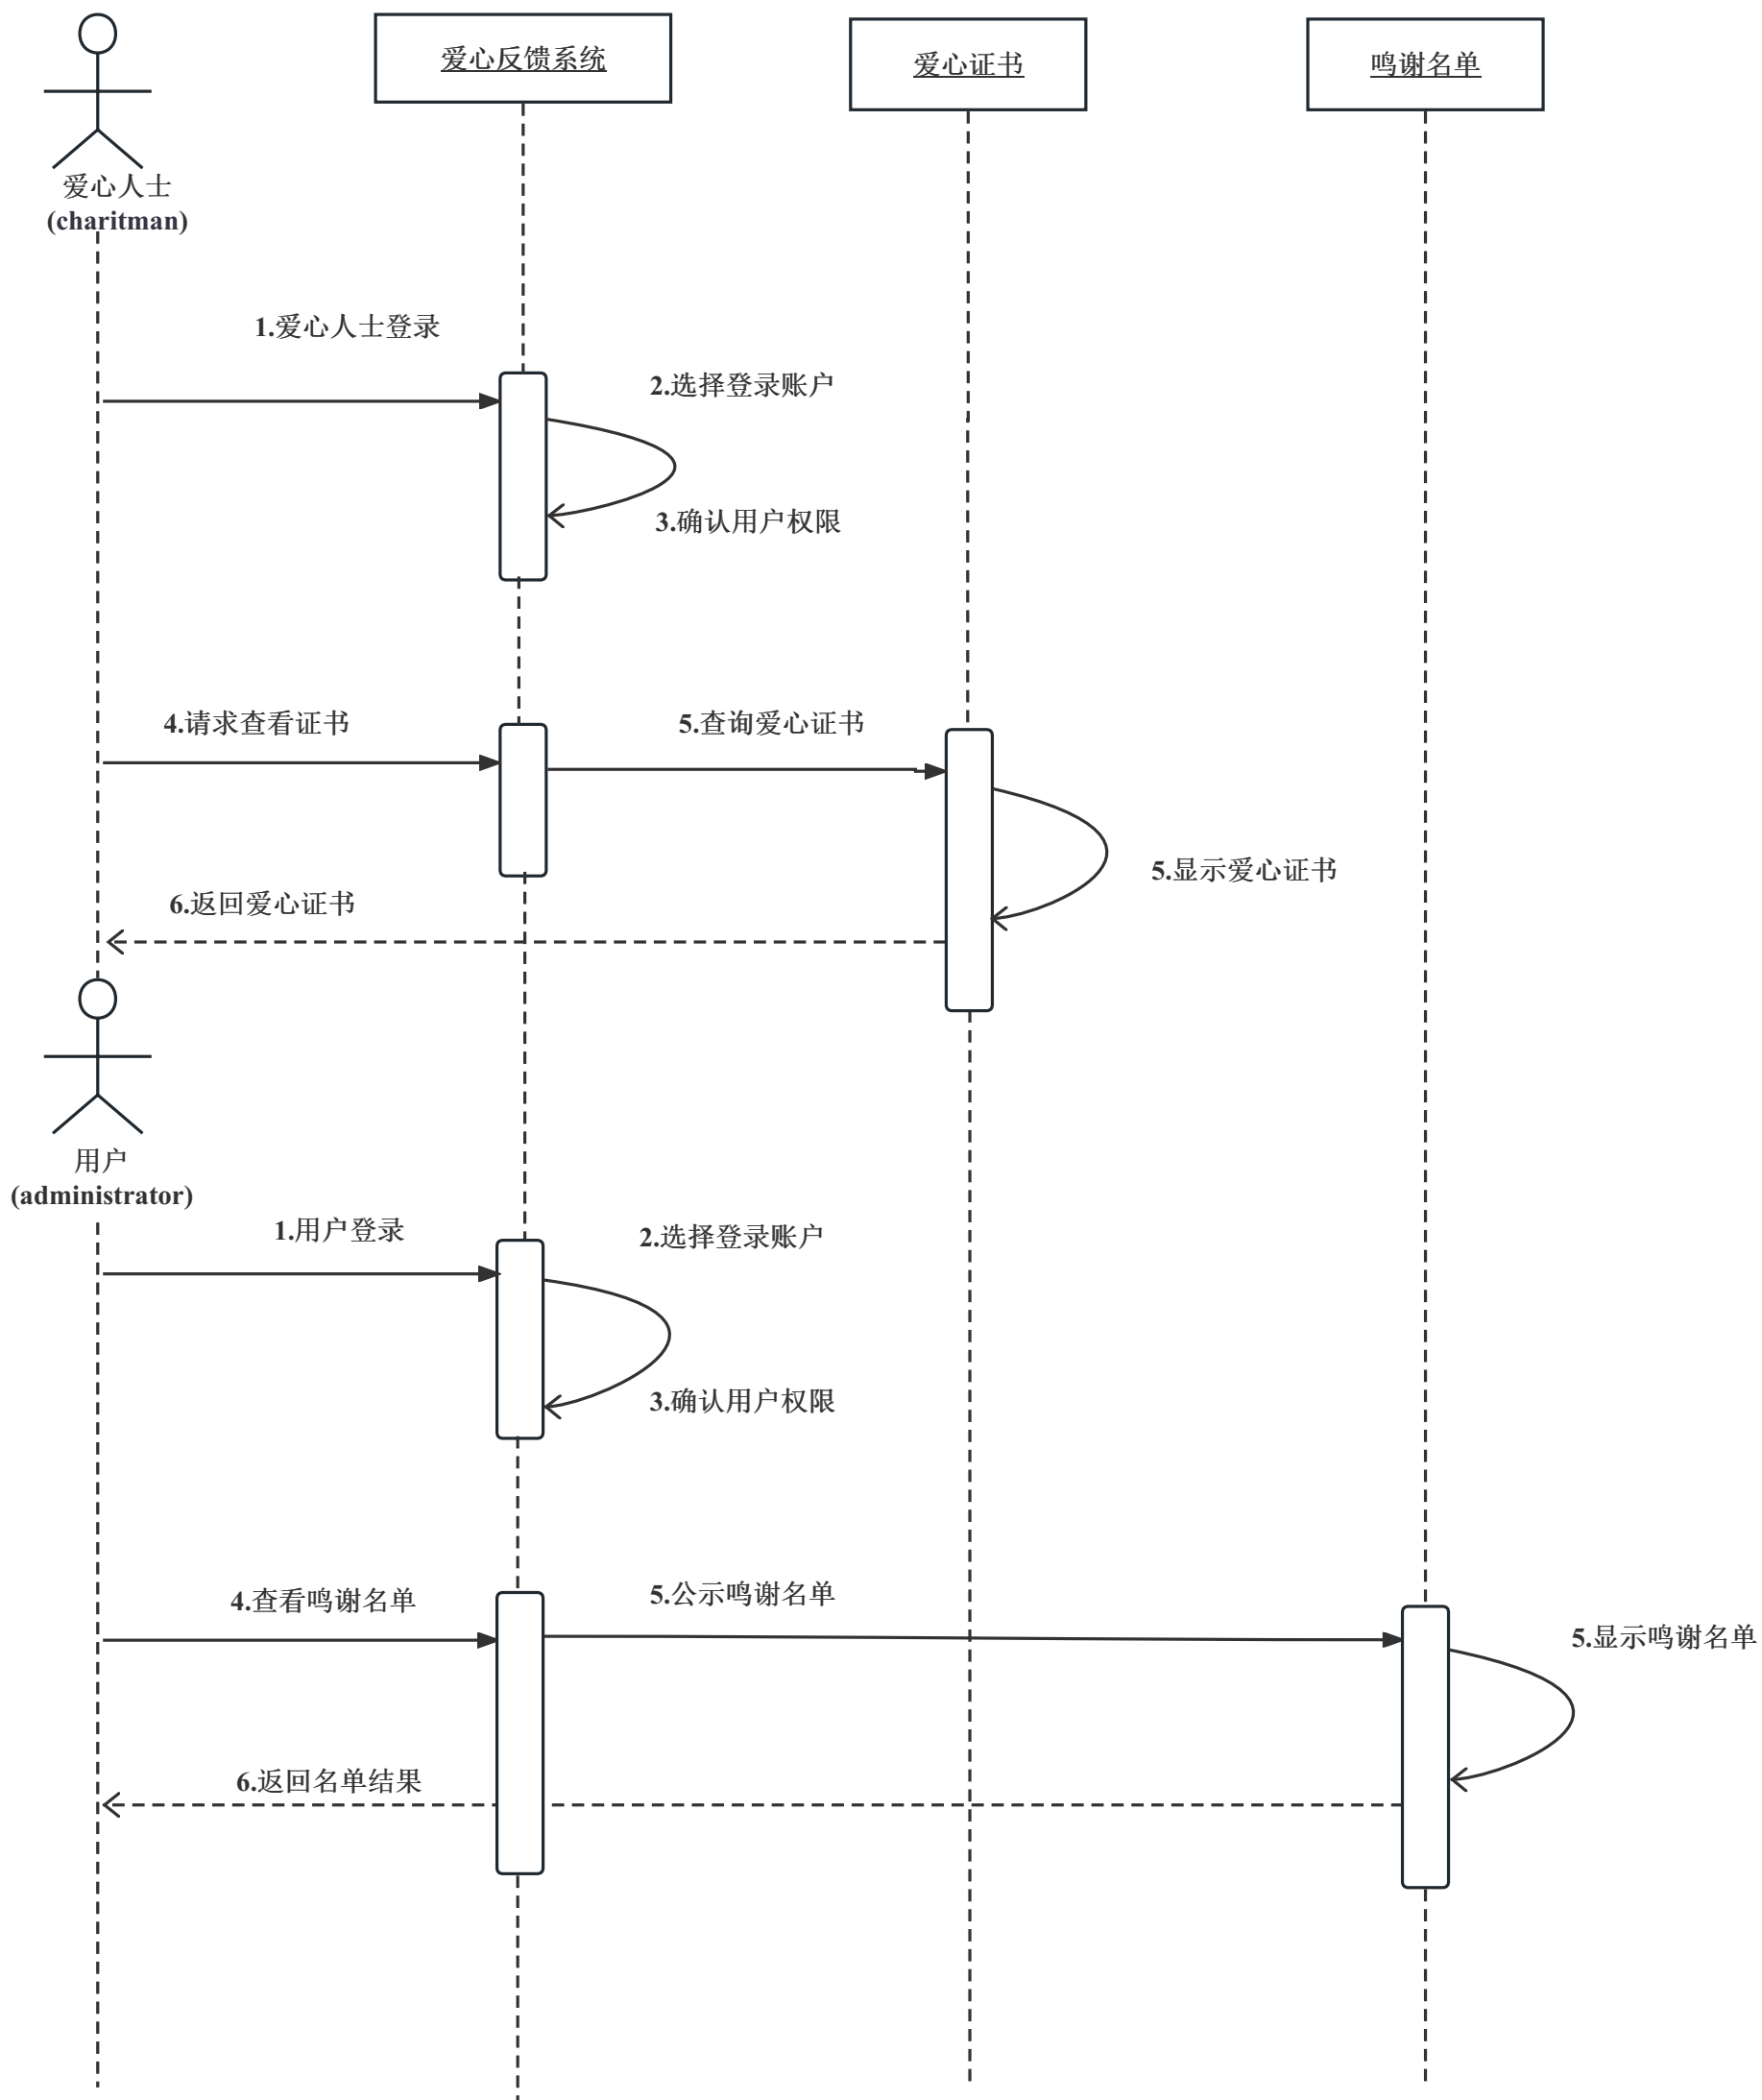 爱心反馈系统
爱心证书
鸣谢名单
爱心人士
(charitman)
1.爱心人士登录
2.选择登录账户
3.确认用户权限
4.请求查看证书
5.查询爱心证书
5.显示爱心证书
6.返回爱心证书
用户
(administrator)
1.用户登录
2.选择登录账户
3.确认用户权限
4.查看鸣谢名单
5.公示鸣谢名单
5.显示鸣谢名单
6.返回名单结果